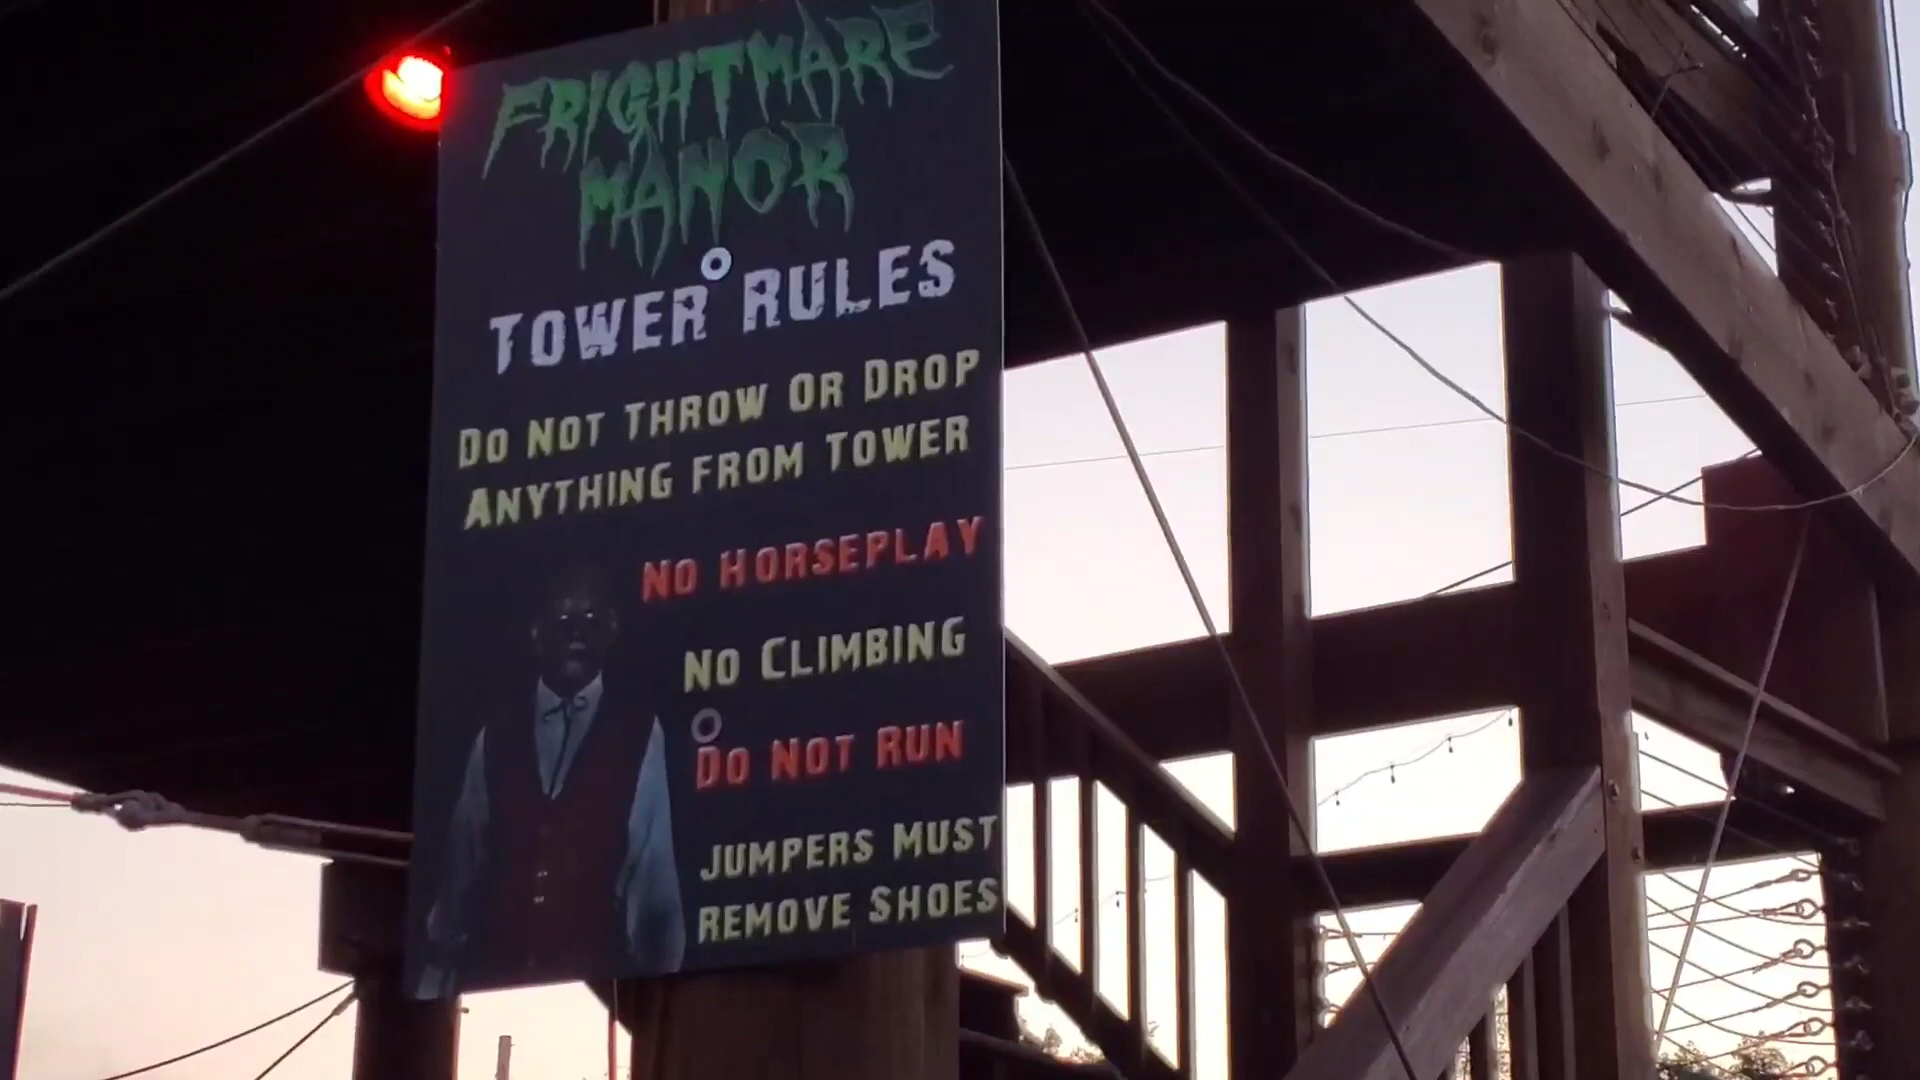 FRIGHTMARE
MANOR
TOWER RULES
DO NOT THROW OR DROP
ANYTHING FROM TOWER
NO HORSEPLAY
NO CLIMBING
DO NOT RUN
JUMPERS MUST
REMOVE SHOES